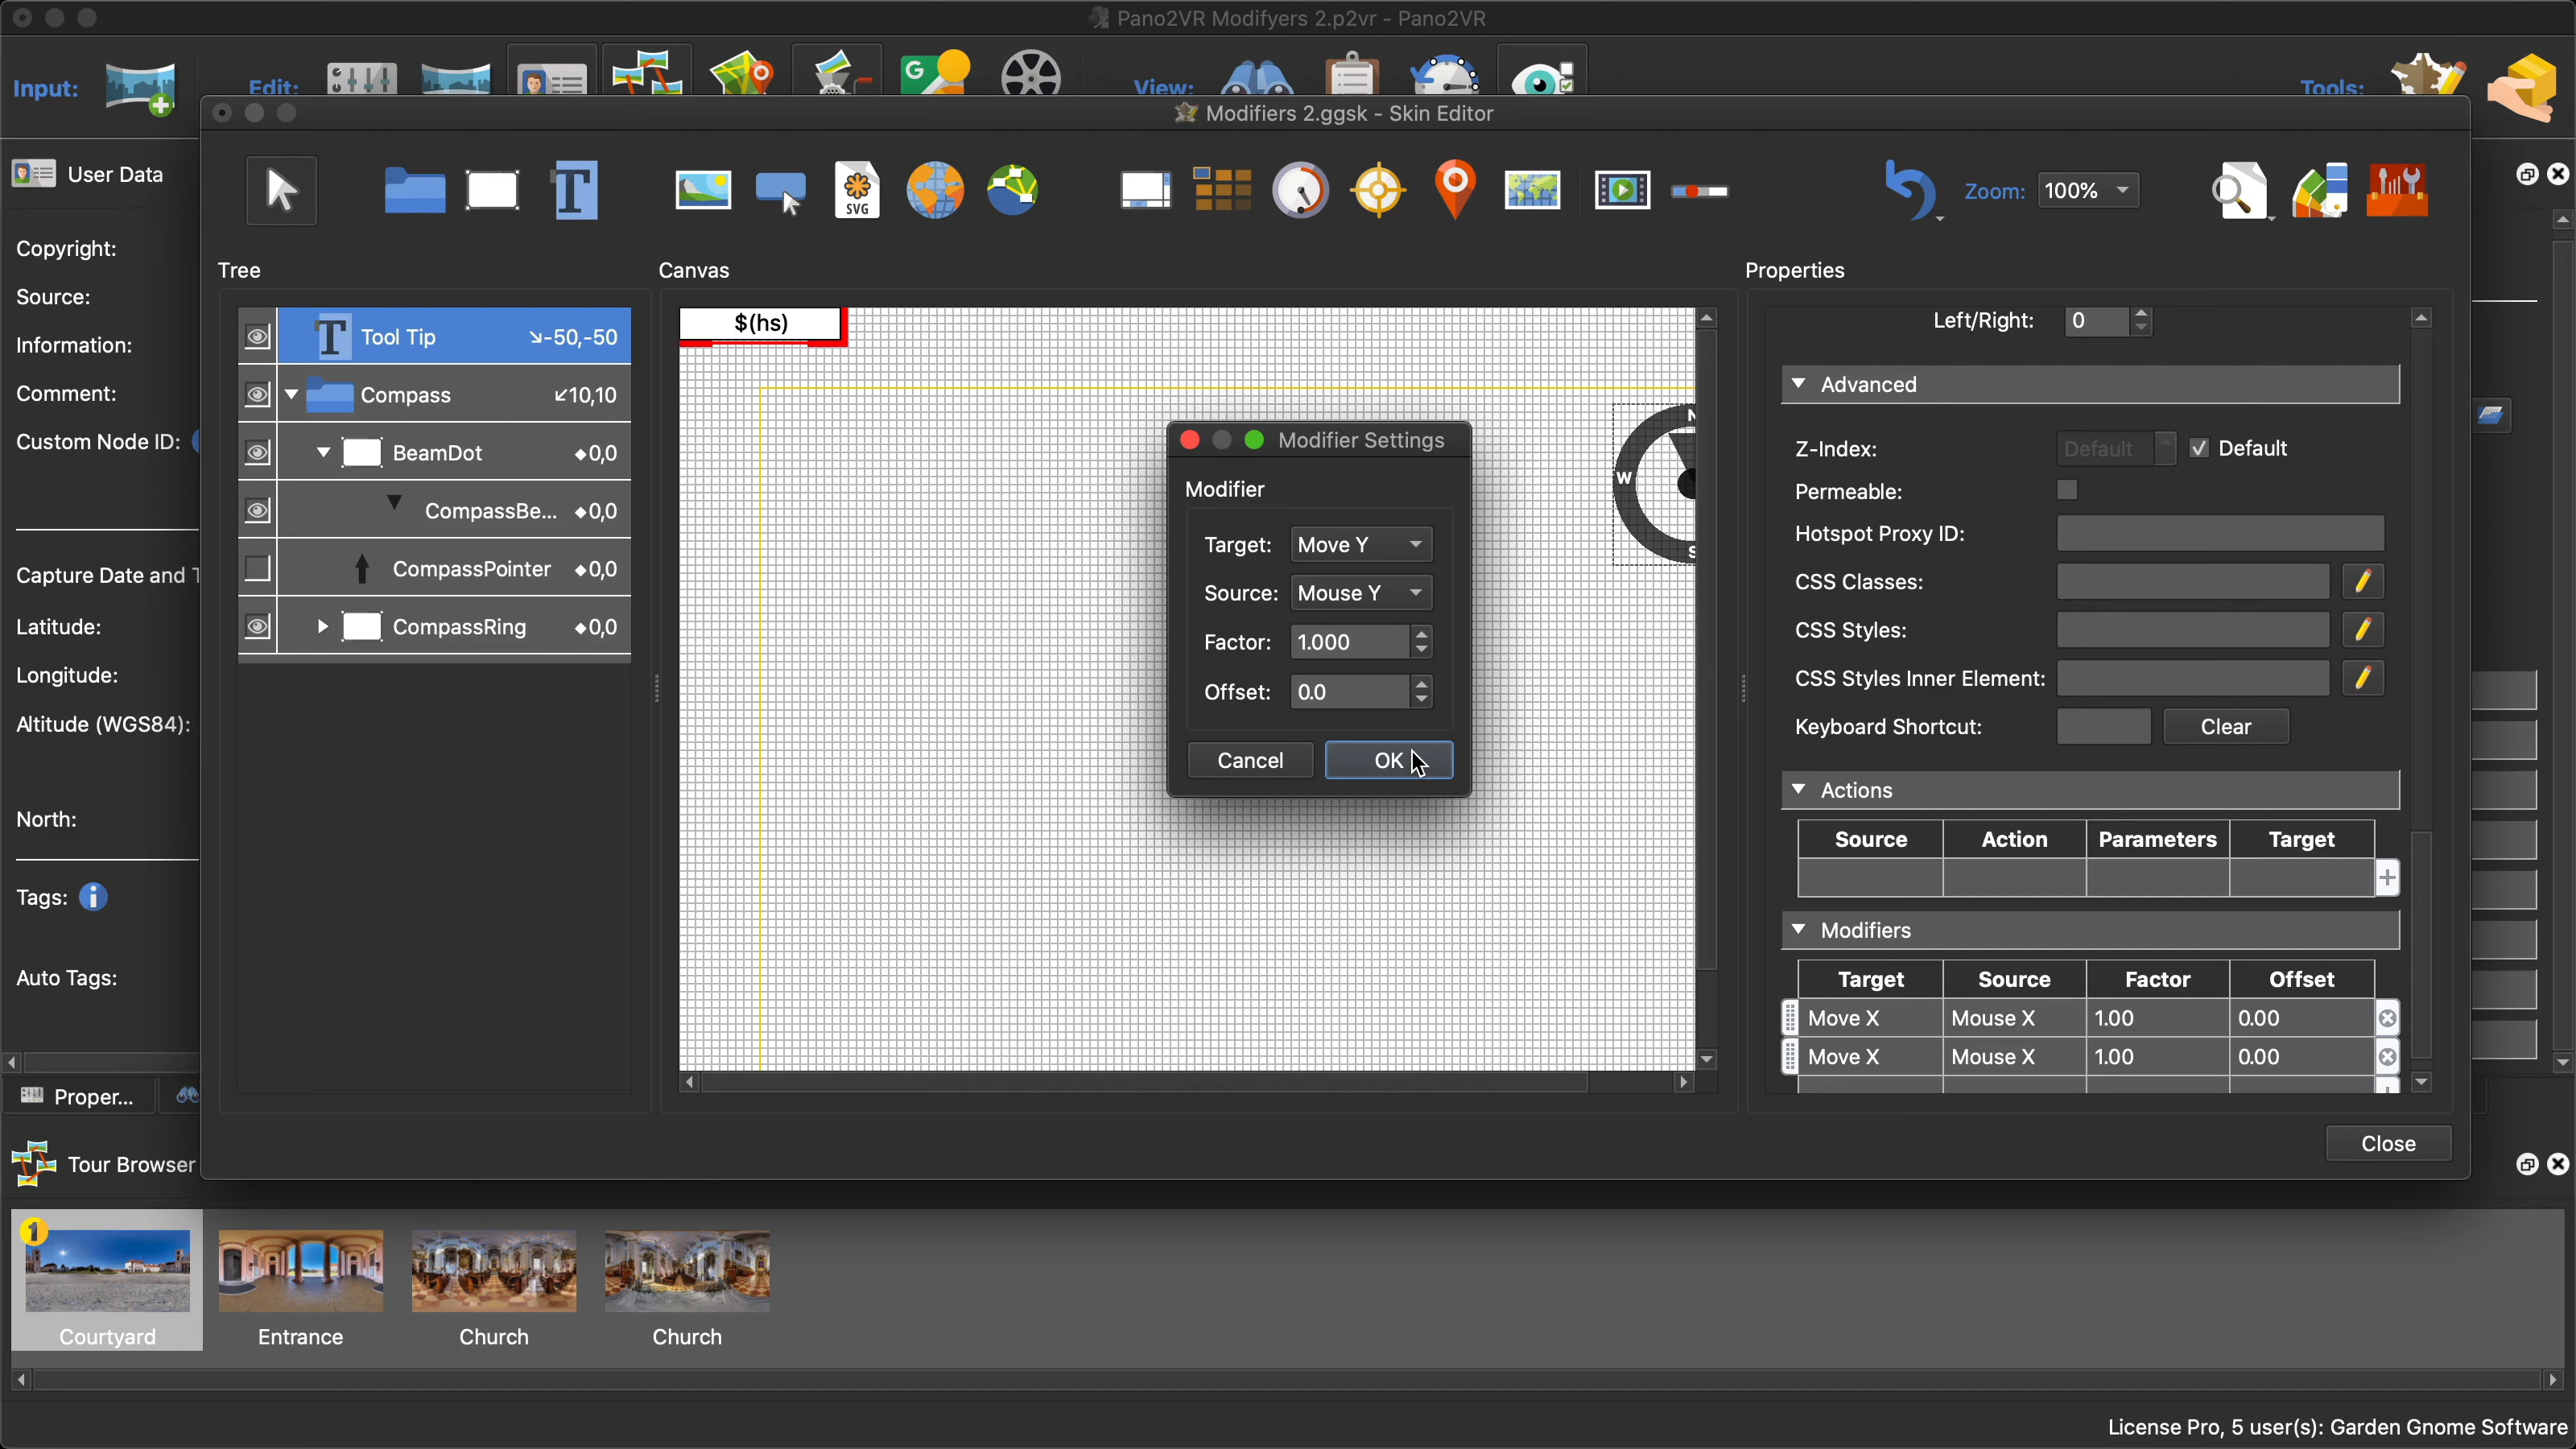 Pano2VR Modifyers 2.p2vr - Pano2VR
Input:
Edit:
View:
Tools:
Modifiers 2.ggsk - Skin Editor
User Data
SVG
Zoom: 100%
Copyright:
Source:
Information:
Comment:
Custom Node ID:
Capture Date and T
Latitude:
Longitude:
Altitude (WGS84):
North:
Tags:
Auto Tags:
Proper...
Tree
Tool Tip ↘-50,-50
Compass ↙10,10
BeamDot ◆0,0
CompassBe... ◆0,0
CompassPointer ◆0,0
CompassRing ◆0,0
Canvas
$(hs)
N
W
S
Modifier Settings
Modifier
Target: Move Y
Source: Mouse Y
Factor: 1.000
Offset: 0.0
Cancel OK
Properties
Left/Right: 0
Advanced
Z-Index: Default Default
Permeable:
Hotspot Proxy ID:
CSS Classes:
CSS Styles:
CSS Styles Inner Element:
Keyboard Shortcut: Clear
Actions
Source Action Parameters Target
Modifiers
Target Source Factor Offset
Move X Mouse X 1.00 0.00
Move X Mouse X 1.00 0.00
Close
Tour Browser
1
Courtyard
Entrance
Church
Church
License Pro, 5 user(s): Garden Gnome Software